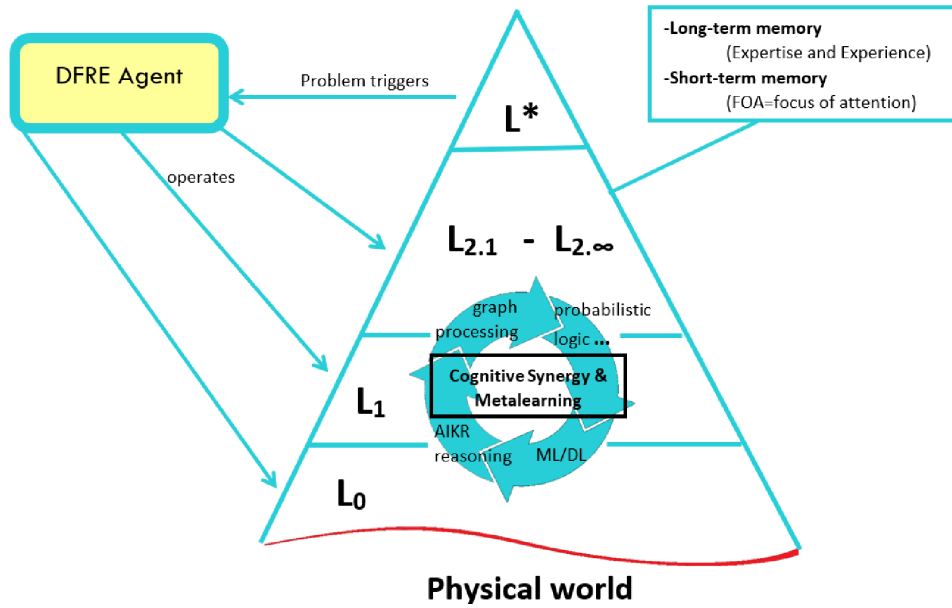 -Long-term memory
(Expertise and Experience)
-Short-term memory
(FOA=focus of attention)
DFRE Agent
Problem triggers
L*
operates
L2.1 - L2.∞
graph
processing
probabilistic
logic ...
Cognitive Synergy &
Metalearning
L1
AIKR
reasoning
ML/DL
L0
Physical world